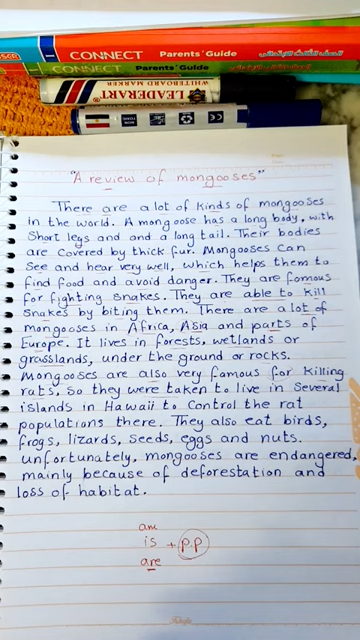 CONNECT Parents' Guide
CONNECT Parents' Guide
LEADERART
WHITEBOARD MARKER
"A review of mongooses"
There are a lot of kinds of mongooses
in the world. A mongoose has a long body, with
short legs and and a long tail. Their bodies
are covered by thick fur. Mongooses can
see and hear very well, which helps them to
find food and avoid danger. They are famous
for fighting snakes. They are able to kill
snakes by biting them. There are a lot of
mongooses in Africa, Asia and parts of
Europe. It lives in forests, wetlands or
grasslands, under the ground or rocks.
Mongooses are also very famous for killing
rats, so they were taken to live in several
islands in Hawaii to control the rat
populations there. They also eat birds,
frogs, lizards, seeds, eggs and nuts.
unfortunately, mongooses are endangered,
mainly because of deforestation and
loss of habitat.
am
is + p.p
are